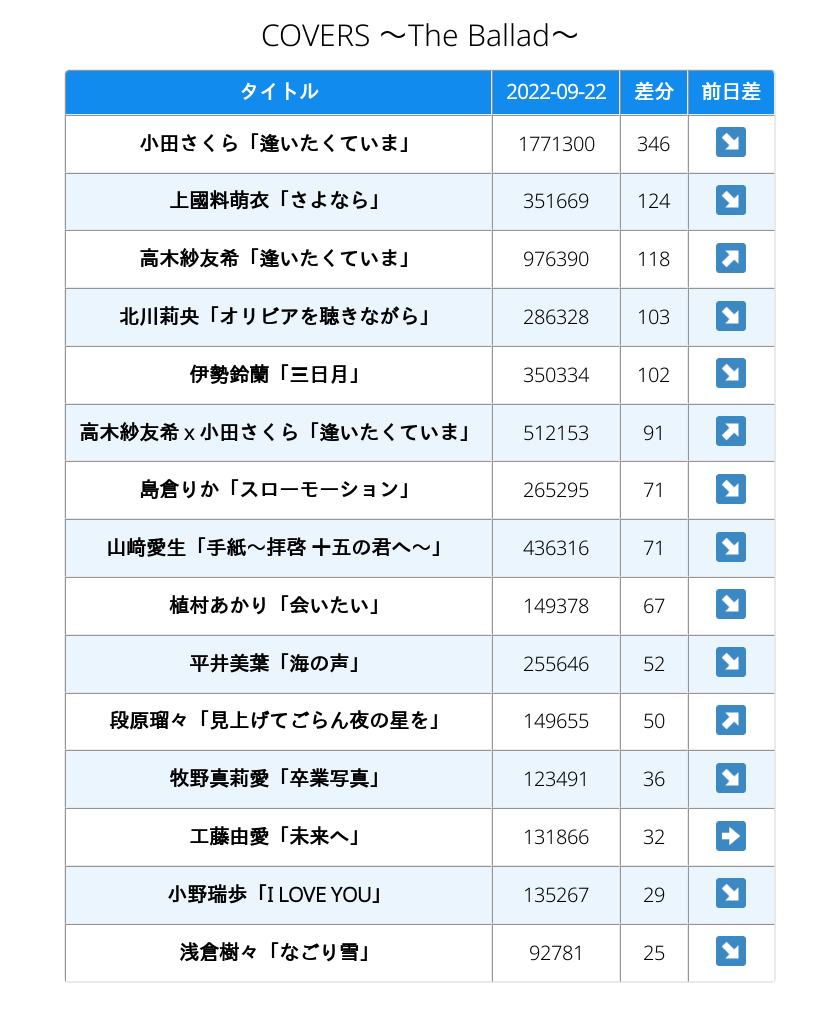 COVERS ～The Ballad～
タイトル 2022-09-22 差分 前日差
小田さくら「逢いたくていま」 1771300 346 ↘
上國料萌衣「さよなら」 351669 124 ↘
高木紗友希「逢いたくていま」 976390 118 ↗
北川莉央「オリビアを聴きながら」 286328 103 ↘
伊勢鈴蘭「三日月」 350334 102 ↘
高木紗友希 x 小田さくら「逢いたくていま」 512153 91 ↗
島倉りか「スローモーション」 265295 71 ↘
山﨑愛生「手紙～拝啓 十五の君へ～」 436316 71 ↘
植村あかり「会いたい」 149378 67 ↘
平井美葉「海の声」 255646 52 ↘
段原瑠々「見上げてごらん夜の星を」 149655 50 ↗
牧野真莉愛「卒業写真」 123491 36 ↘
工藤由愛「未来へ」 131866 32 ➡
小野瑞歩「I LOVE YOU」 135267 29 ↘
浅倉樹々「なごり雪」 92781 25 ↘